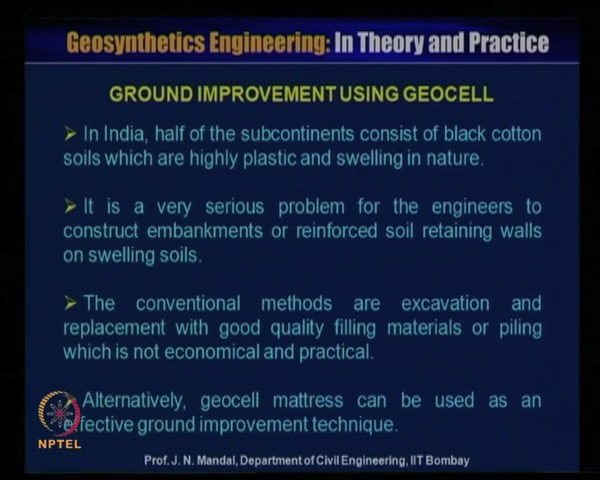 Geosynthetics Engineering: In Theory and Practice
GROUND IMPROVEMENT USING GEOCELL
➤ In India, half of the subcontinents consist of black cotton
soils which are highly plastic and swelling in nature.
➤ It is a very serious problem for the engineers to
construct embankments or reinforced soil retaining walls
on swelling soils.
➤ The conventional methods are excavation and
replacement with good quality filling materials or piling
which is not economical and practical.
➤ Alternatively, geocell mattress can be used as an
effective ground improvement technique.
NPTEL
Prof. J. N. Mandal, Department of Civil Engineering, IIT Bombay